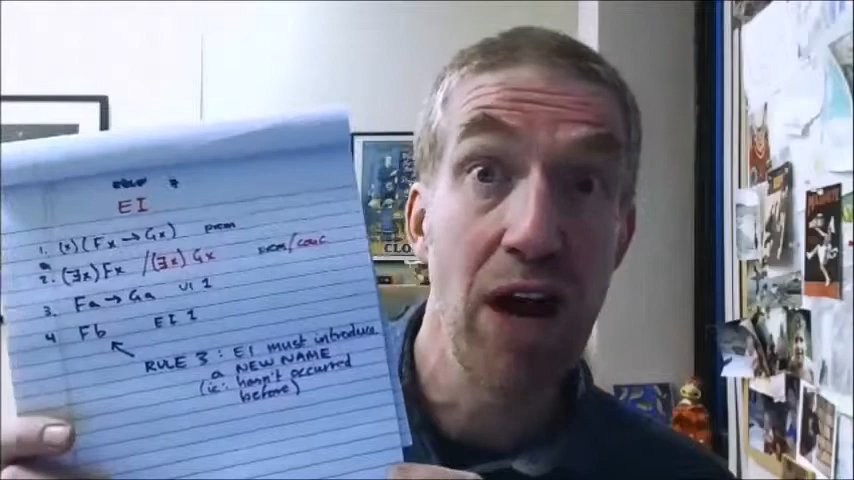 EI
1. (x)(Fx → Gx) prem
2. (∃x) Fx /(∃x) Gx prem/conc
3. Fa → Ga UI 1
4 Fb EI 1
RULE 3: EI must introduce
a NEW NAME
(ie: hasn't occurred
before)
CLO